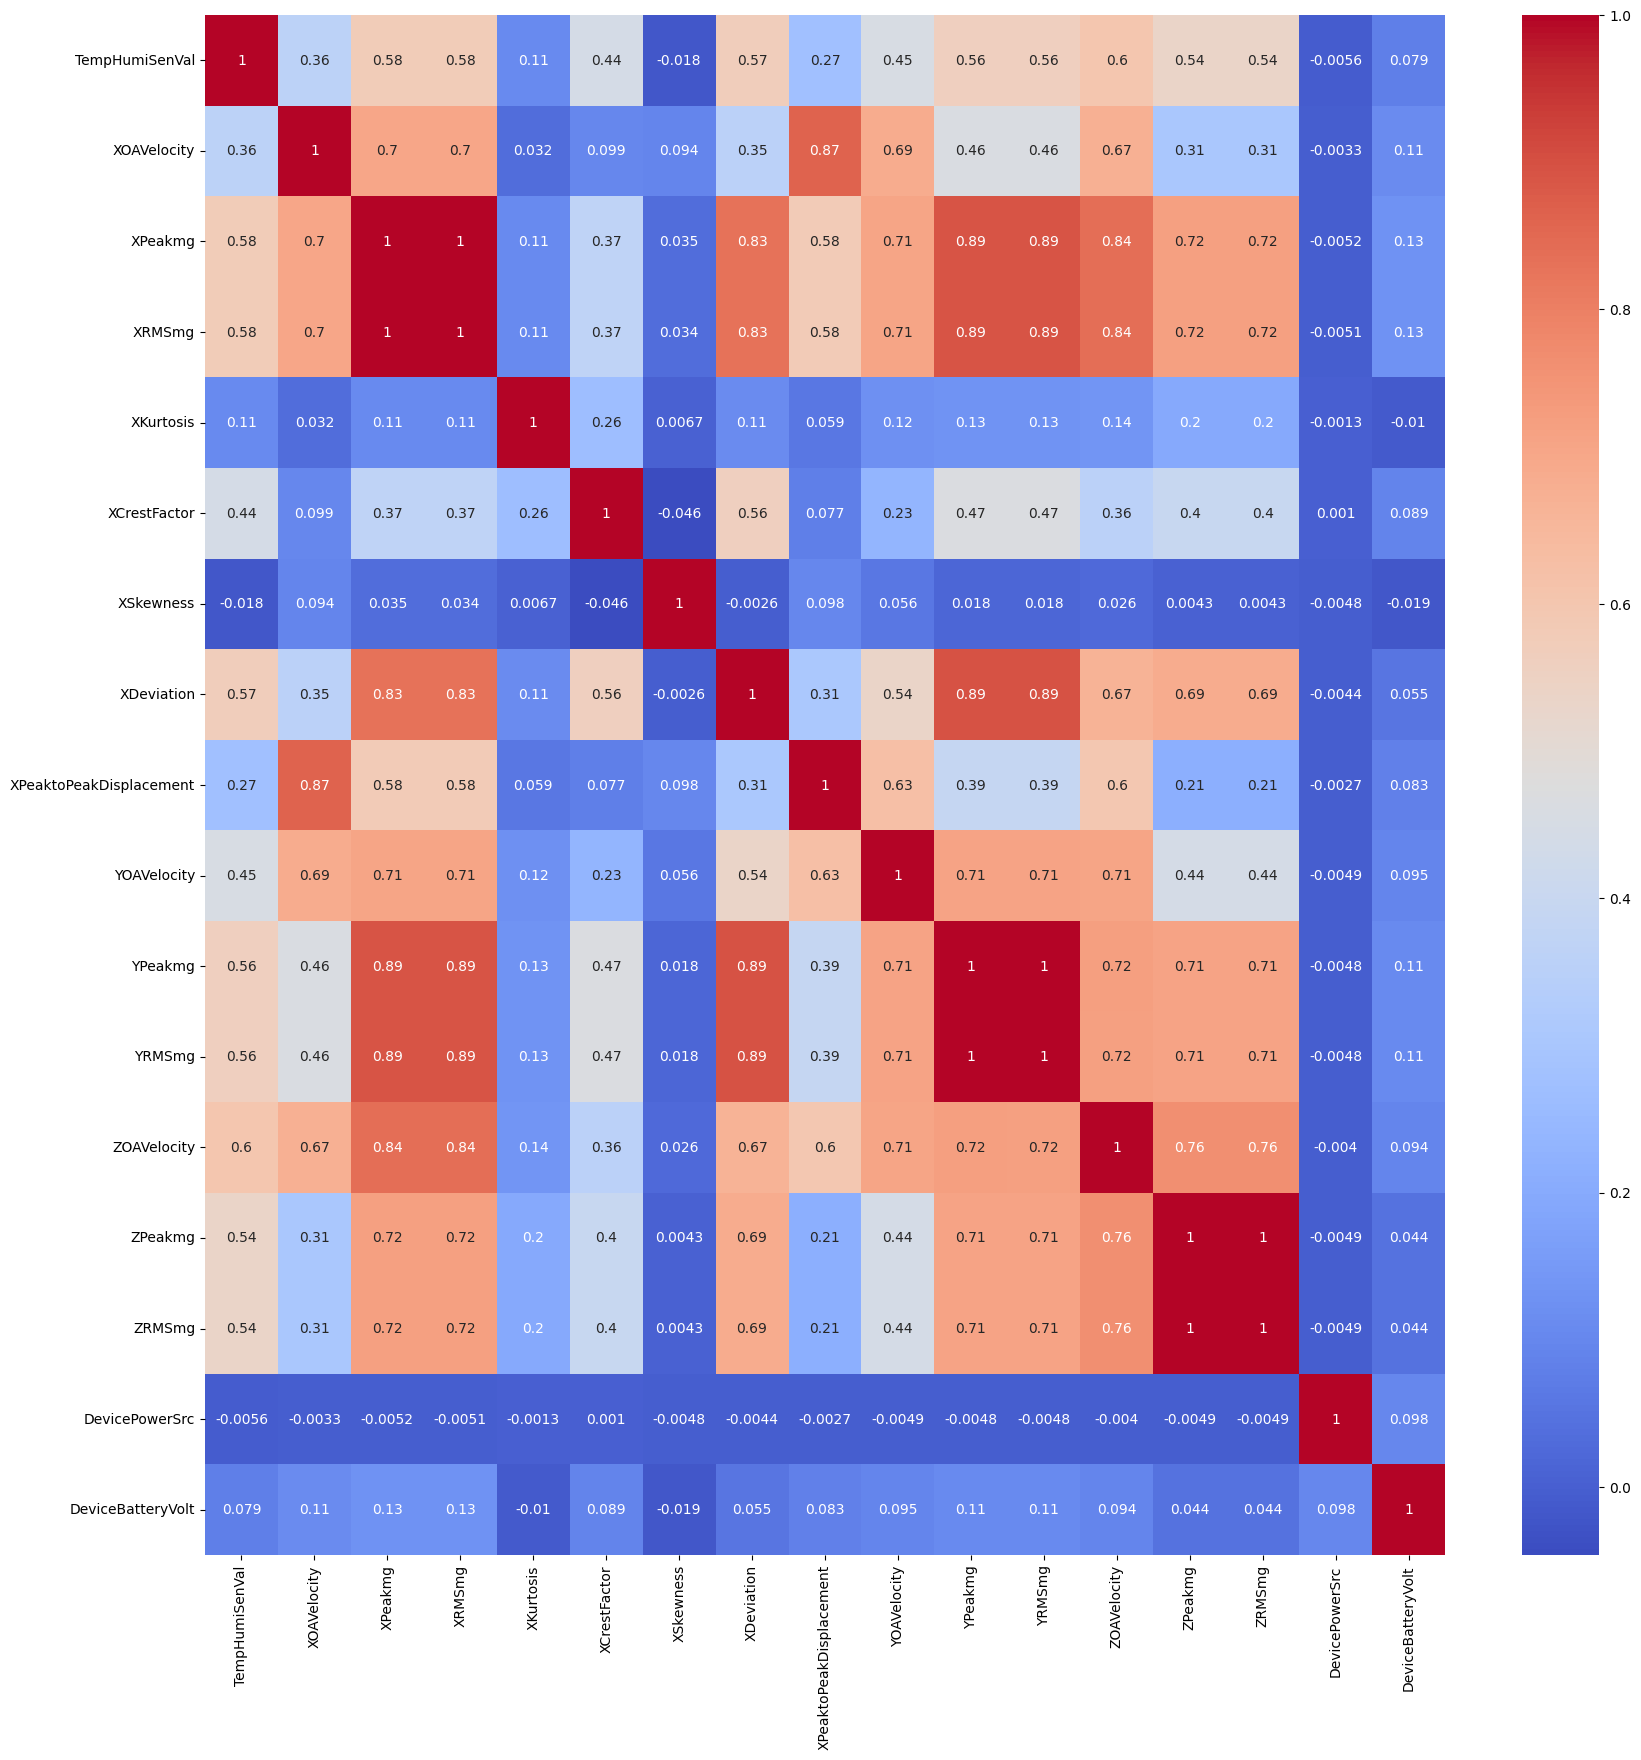 TempHumiSenVal 1 0.36 0.58 0.58 0.11 0.44 -0.018 0.57 0.27 0.45 0.56 0.56 0.6 0.54 0.54 -0.0056 0.079
XOAVelocity 0.36 1 0.7 0.7 0.032 0.099 0.094 0.35 0.87 0.69 0.46 0.46 0.67 0.31 0.31 -0.0033 0.11
XPeakmg 0.58 0.7 1 1 0.11 0.37 0.035 0.83 0.58 0.71 0.89 0.89 0.84 0.72 0.72 -0.0052 0.13
XRMSmg 0.58 0.7 1 1 0.11 0.37 0.034 0.83 0.58 0.71 0.89 0.89 0.84 0.72 0.72 -0.0051 0.13
XKurtosis 0.11 0.032 0.11 0.11 1 0.26 0.0067 0.11 0.059 0.12 0.13 0.13 0.14 0.2 0.2 -0.0013 -0.01
XCrestFactor 0.44 0.099 0.37 0.37 0.26 1 -0.046 0.56 0.077 0.23 0.47 0.47 0.36 0.4 0.4 0.001 0.089
XSkewness -0.018 0.094 0.035 0.034 0.0067 -0.046 1 -0.0026 0.098 0.056 0.018 0.018 0.026 0.0043 0.0043 -0.0048 -0.019
XDeviation 0.57 0.35 0.83 0.83 0.11 0.56 -0.0026 1 0.31 0.54 0.89 0.89 0.67 0.69 0.69 -0.0044 0.055
XPeaktoPeakDisplacement 0.27 0.87 0.58 0.58 0.059 0.077 0.098 0.31 1 0.63 0.39 0.39 0.6 0.21 0.21 -0.0027 0.083
YOAVelocity 0.45 0.69 0.71 0.71 0.12 0.23 0.056 0.54 0.63 1 0.71 0.71 0.71 0.44 0.44 -0.0049 0.095
YPeakmg 0.56 0.46 0.89 0.89 0.13 0.47 0.018 0.89 0.39 0.71 1 1 0.72 0.71 0.71 -0.0048 0.11
YRMSmg 0.56 0.46 0.89 0.89 0.13 0.47 0.018 0.89 0.39 0.71 1 1 0.72 0.71 0.71 -0.0048 0.11
ZOAVelocity 0.6 0.67 0.84 0.84 0.14 0.36 0.026 0.67 0.6 0.71 0.72 0.72 1 0.76 0.76 -0.004 0.094
ZPeakmg 0.54 0.31 0.72 0.72 0.2 0.4 0.0043 0.69 0.21 0.44 0.71 0.71 0.76 1 1 -0.0049 0.044
ZRMSmg 0.54 0.31 0.72 0.72 0.2 0.4 0.0043 0.69 0.21 0.44 0.71 0.71 0.76 1 1 -0.0049 0.044
DevicePowerSrc -0.0056 -0.0033 -0.0052 -0.0051 -0.0013 0.001 -0.0048 -0.0044 -0.0027 -0.0049 -0.0048 -0.0048 -0.004 -0.0049 -0.0049 1 0.098
DeviceBatteryVolt 0.079 0.11 0.13 0.13 -0.01 0.089 -0.019 0.055 0.083 0.095 0.11 0.11 0.094 0.044 0.044 0.098 1
TempHumiSenVal
XOAVelocity
XPeakmg
XRMSmg
XKurtosis
XCrestFactor
XSkewness
XDeviation
XPeaktoPeakDisplacement
YOAVelocity
YPeakmg
YRMSmg
ZOAVelocity
ZPeakmg
ZRMSmg
DevicePowerSrc
DeviceBatteryVolt
1.0
0.8
0.6
0.4
0.2
0.0